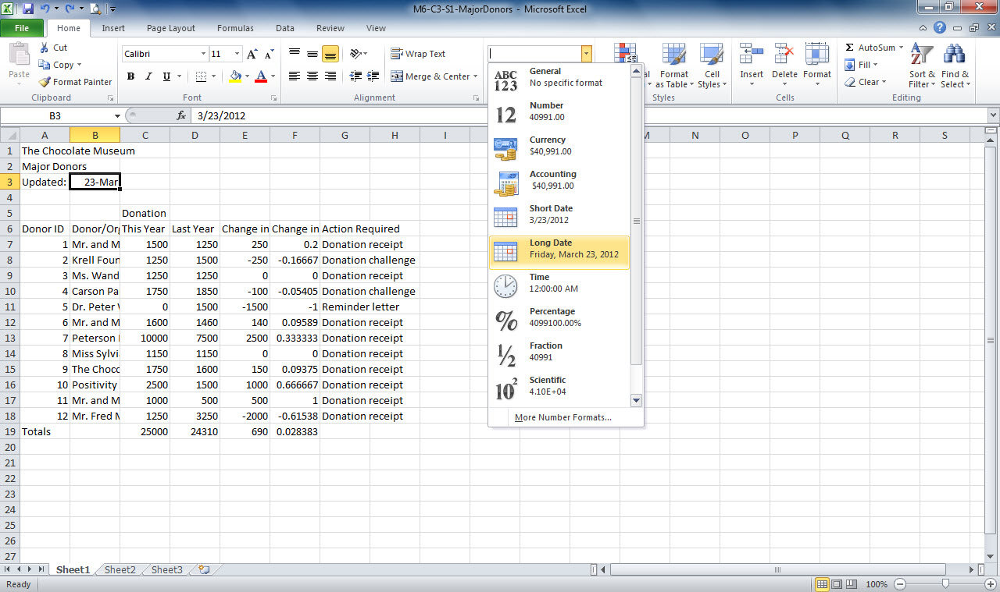 M6-C3-S1-MajorDonors - Microsoft Excel
File Home Insert Page Layout Formulas Data Review View
Paste
Cut
Copy
Format Painter
Clipboard
Calibri 11
B I U
Font
Wrap Text
Merge & Center
Alignment
Format as Table
Cell Styles
Styles
Insert Delete Format
Cells
AutoSum
Fill
Clear
Sort & Filter
Find & Select
Editing
B3 fx 3/23/2012
A B C D E F G H I M N O P Q R S
1 The Chocolate Museum
2 Major Donors
3 Updated: 23-Mar
4
5 Donation
6 Donor ID Donor/Org This Year Last Year Change in Change in Action Required
7 1 Mr. and M 1500 1250 250 0.2 Donation receipt
8 2 Krell Foun 1250 1500 -250 -0.16667 Donation challenge
9 3 Ms. Wand 1250 1250 0 0 Donation receipt
10 4 Carson Pa 1750 1850 -100 -0.05405 Donation challenge
11 5 Dr. Peter V 0 1500 -1500 -1 Reminder letter
12 6 Mr. and M 1600 1460 140 0.09589 Donation receipt
13 7 Peterson 10000 7500 2500 0.333333 Donation receipt
14 8 Miss Sylvi 1150 1150 0 0 Donation receipt
15 9 The Choco 1750 1600 150 0.09375 Donation receipt
16 10 Positivity 2500 1500 1000 0.666667 Donation receipt
17 11 Mr. and M 1000 500 500 1 Donation receipt
18 12 Mr. Fred M 1250 3250 -2000 -0.61538 Donation receipt
19 Totals 25000 24310 690 0.028383
20
21
22
23
24
25
26
27
ABC 123 General
No specific format
12 Number
40991.00
Currency
$40,991.00
Accounting
$40,991.00
Short Date
3/23/2012
Long Date
Friday, March 23, 2012
Time
12:00:00 AM
% Percentage
4099100.00%
½ Fraction
40991
10² Scientific
4.10E+04
More Number Formats...
Sheet1 Sheet2 Sheet3
Ready 100%